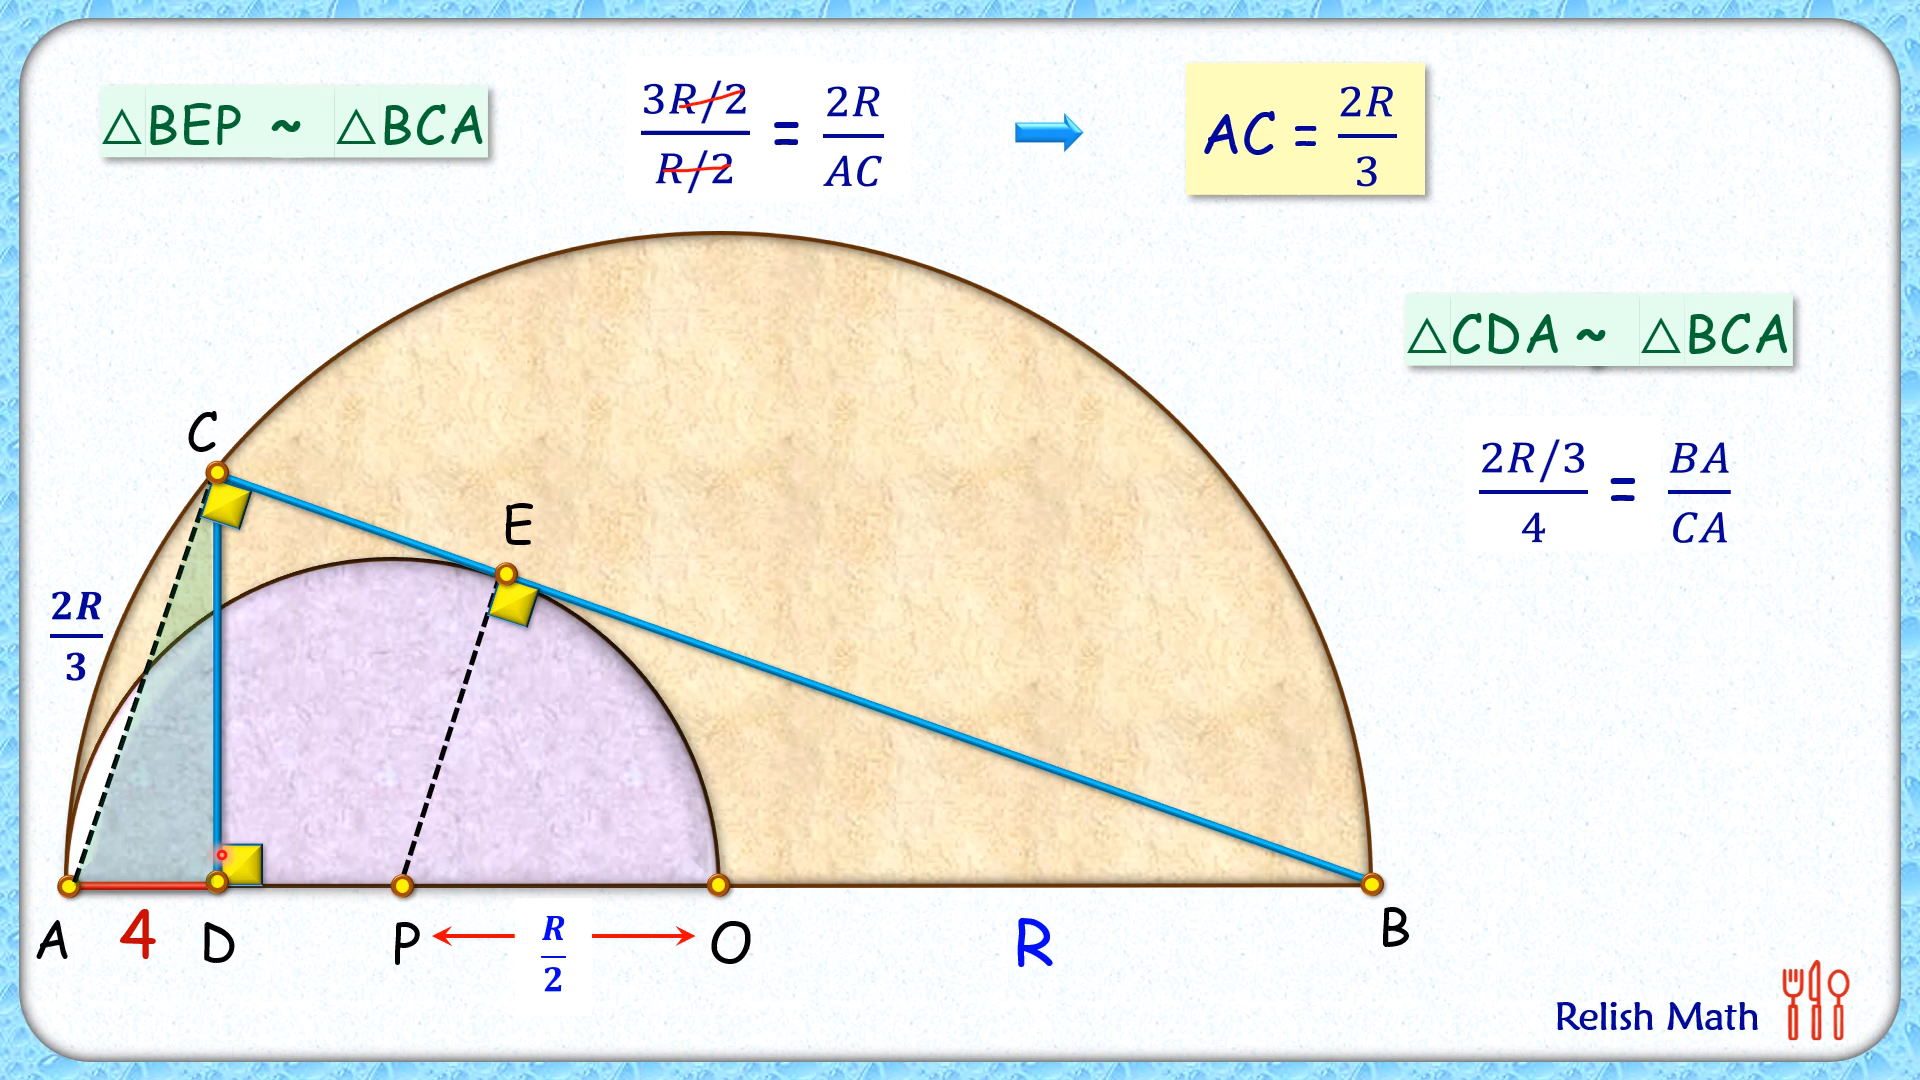 △BEP ~ △BCA
3R/2 / R/2 = 2R / AC
AC = 2R / 3
△CDA ~ △BCA
2R/3 / 4 = BA / CA
C
E
2R / 3
A
4
D
P
R / 2
O
R
B
Relish Math